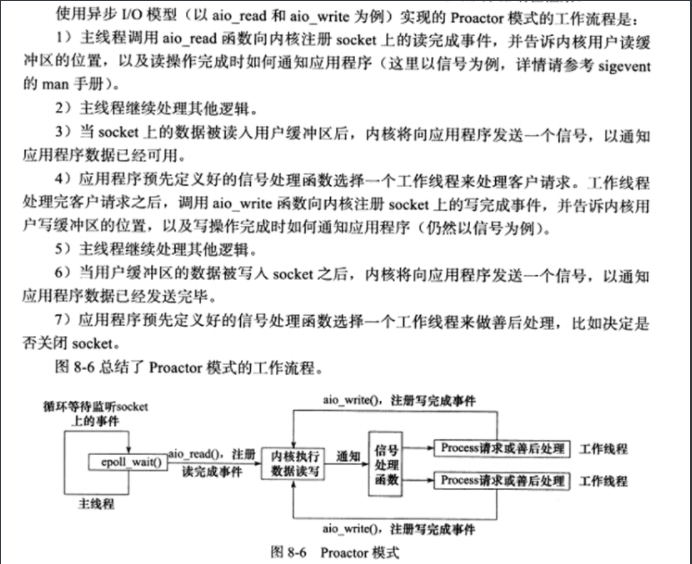 使用异步 I/O 模型（以 aio_read 和 aio_write 为例）实现的 Proactor 模式的工作流程是：
1）主线程调用 aio_read 函数向内核注册 socket 上的读完成事件，并告诉内核用户读缓
冲区的位置，以及读操作完成时如何通知应用程序（这里以信号为例，详情请参考 sigevent
的 man 手册）。
2）主线程继续处理其他逻辑。
3）当 socket 上的数据被读入用户缓冲区后，内核将向应用程序发送一个信号，以通知
应用程序数据已经可用。
4）应用程序预先定义好的信号处理函数选择一个工作线程来处理客户请求。工作线程
处理完客户请求之后，调用 aio_write 函数向内核注册 socket 上的写完成事件，并告诉内核用
户写缓冲区的位置，以及写操作完成时如何通知应用程序（仍然以信号为例）。
5）主线程继续处理其他逻辑。
6）当用户缓冲区的数据被写入 socket 之后，内核将向应用程序发送一个信号，以通知
应用程序数据已经发送完毕。
7）应用程序预先定义好的信号处理函数选择一个工作线程来做善后处理，比如决定是
否关闭 socket。
图 8-6 总结了 Proactor 模式的工作流程。
aio_write(), 注册写完成事件
循环等待监听socket
上的事件
epoll_wait()
主线程
aio_read(), 注册
读完成事件
内核执行
数据读写
通知
信号
处理
函数
Process请求或善后处理 工作线程
Process请求或善后处理 工作线程
aio_write(), 注册写完成事件
图 8-6 Proactor 模式